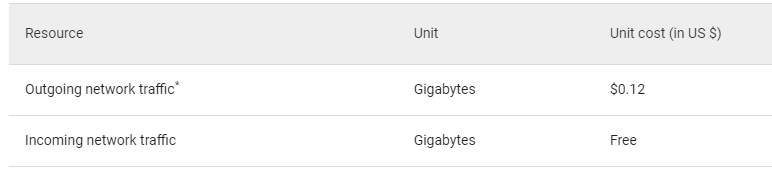 Resource Unit Unit cost (in US $)
Outgoing network traffic* Gigabytes $0.12
Incoming network traffic Gigabytes Free